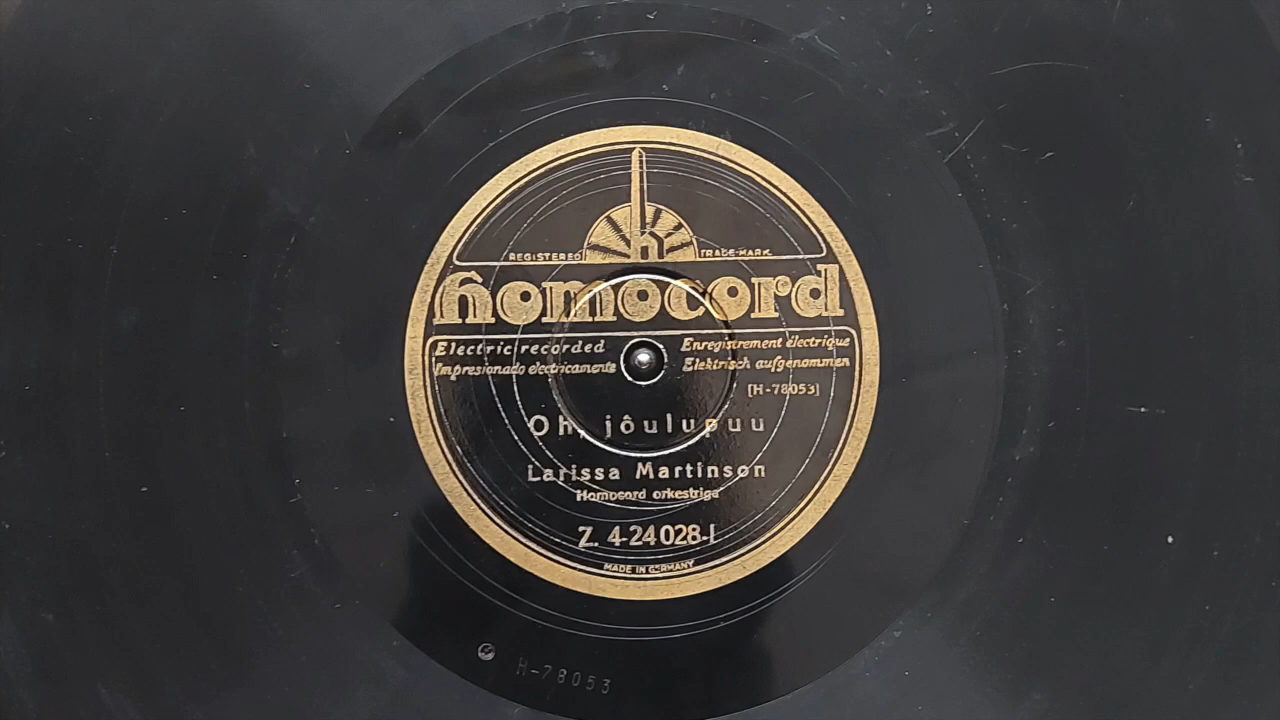 REGISTERED TRADE-MARK
homocord
Electric recorded Enregistrement électrique
Impresionado electricamente Elektrisch aufgenommen
[H-78053]
Oh, jôulupuu
Larissa Martinson
Homocord orkestriga
Z. 4-24028-I
MADE IN GERMANY
H-78053